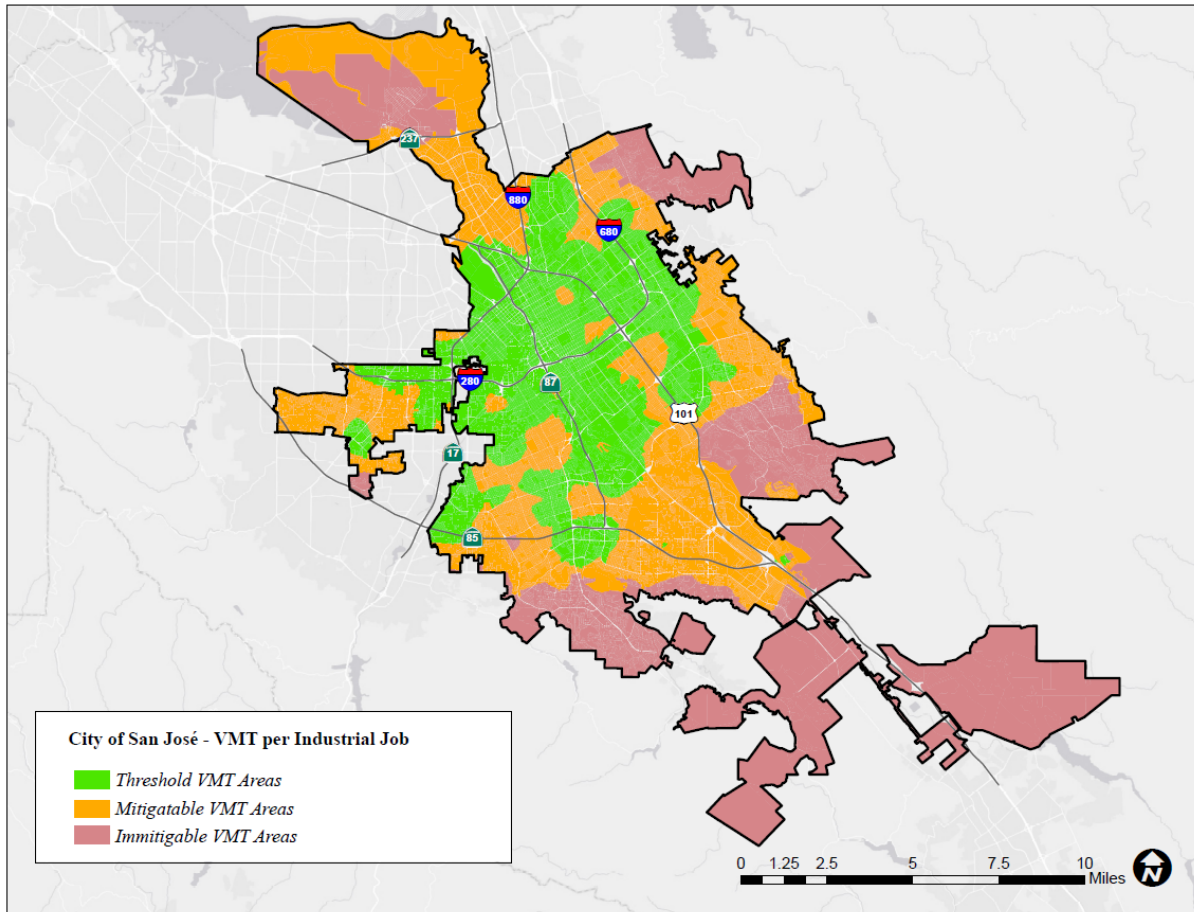 237
880
680
280
87
101
17
85
City of San José - VMT per Industrial Job
Threshold VMT Areas
Mitigatable VMT Areas
Immitigable VMT Areas
0 1.25 2.5 5 7.5 10
Miles
N